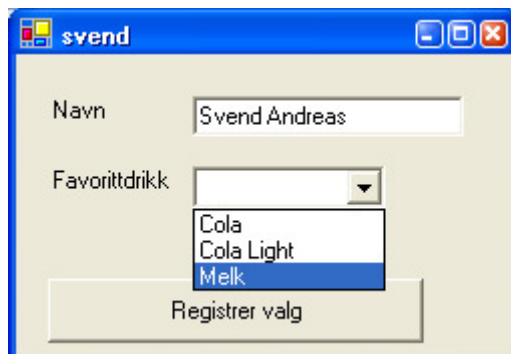 svend
Navn
Svend Andreas
Favorittdrikk
Cola
Cola Light
Melk
Registrer valg